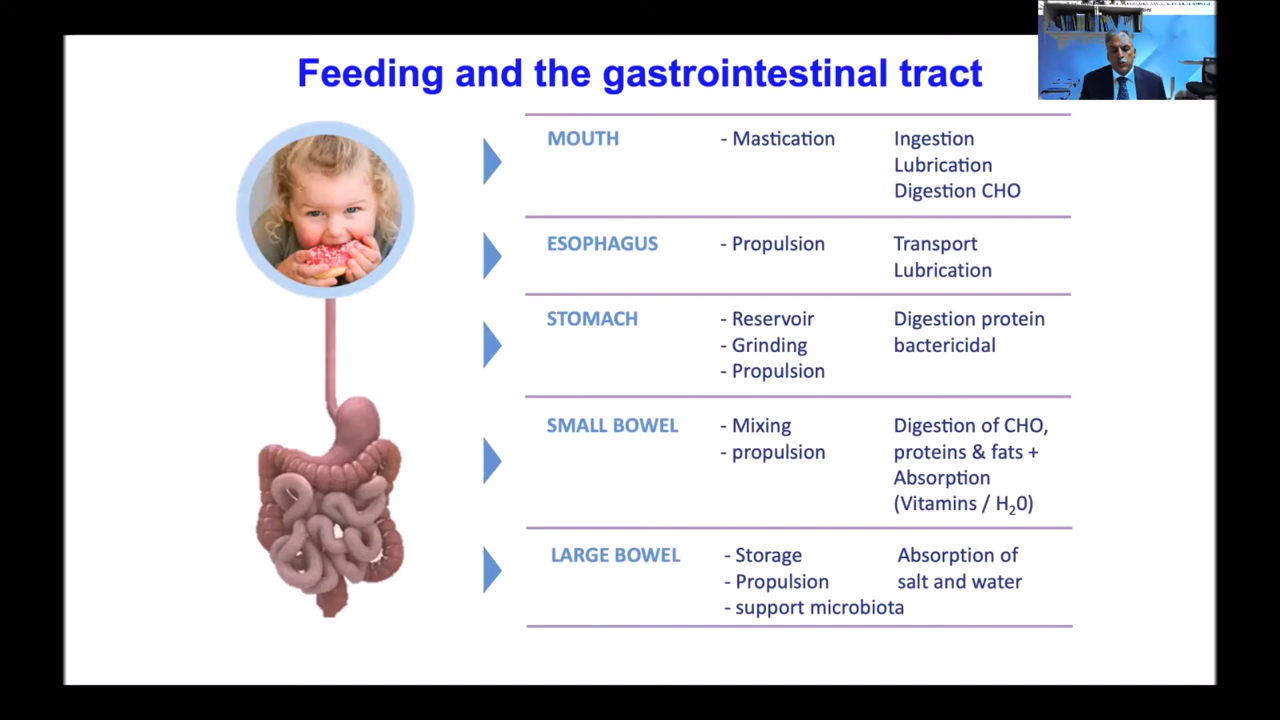 Feeding and the gastrointestinal tract
MOUTH
- Mastication
Ingestion
Lubrication
Digestion CHO
ESOPHAGUS
- Propulsion
Transport
Lubrication
STOMACH
- Reservoir
- Grinding
- Propulsion
Digestion protein
bactericidal
SMALL BOWEL
- Mixing
- propulsion
Digestion of CHO,
proteins & fats +
Absorption
(Vitamins / H₂0)
LARGE BOWEL
- Storage
- Propulsion
- support microbiota
Absorption of
salt and water